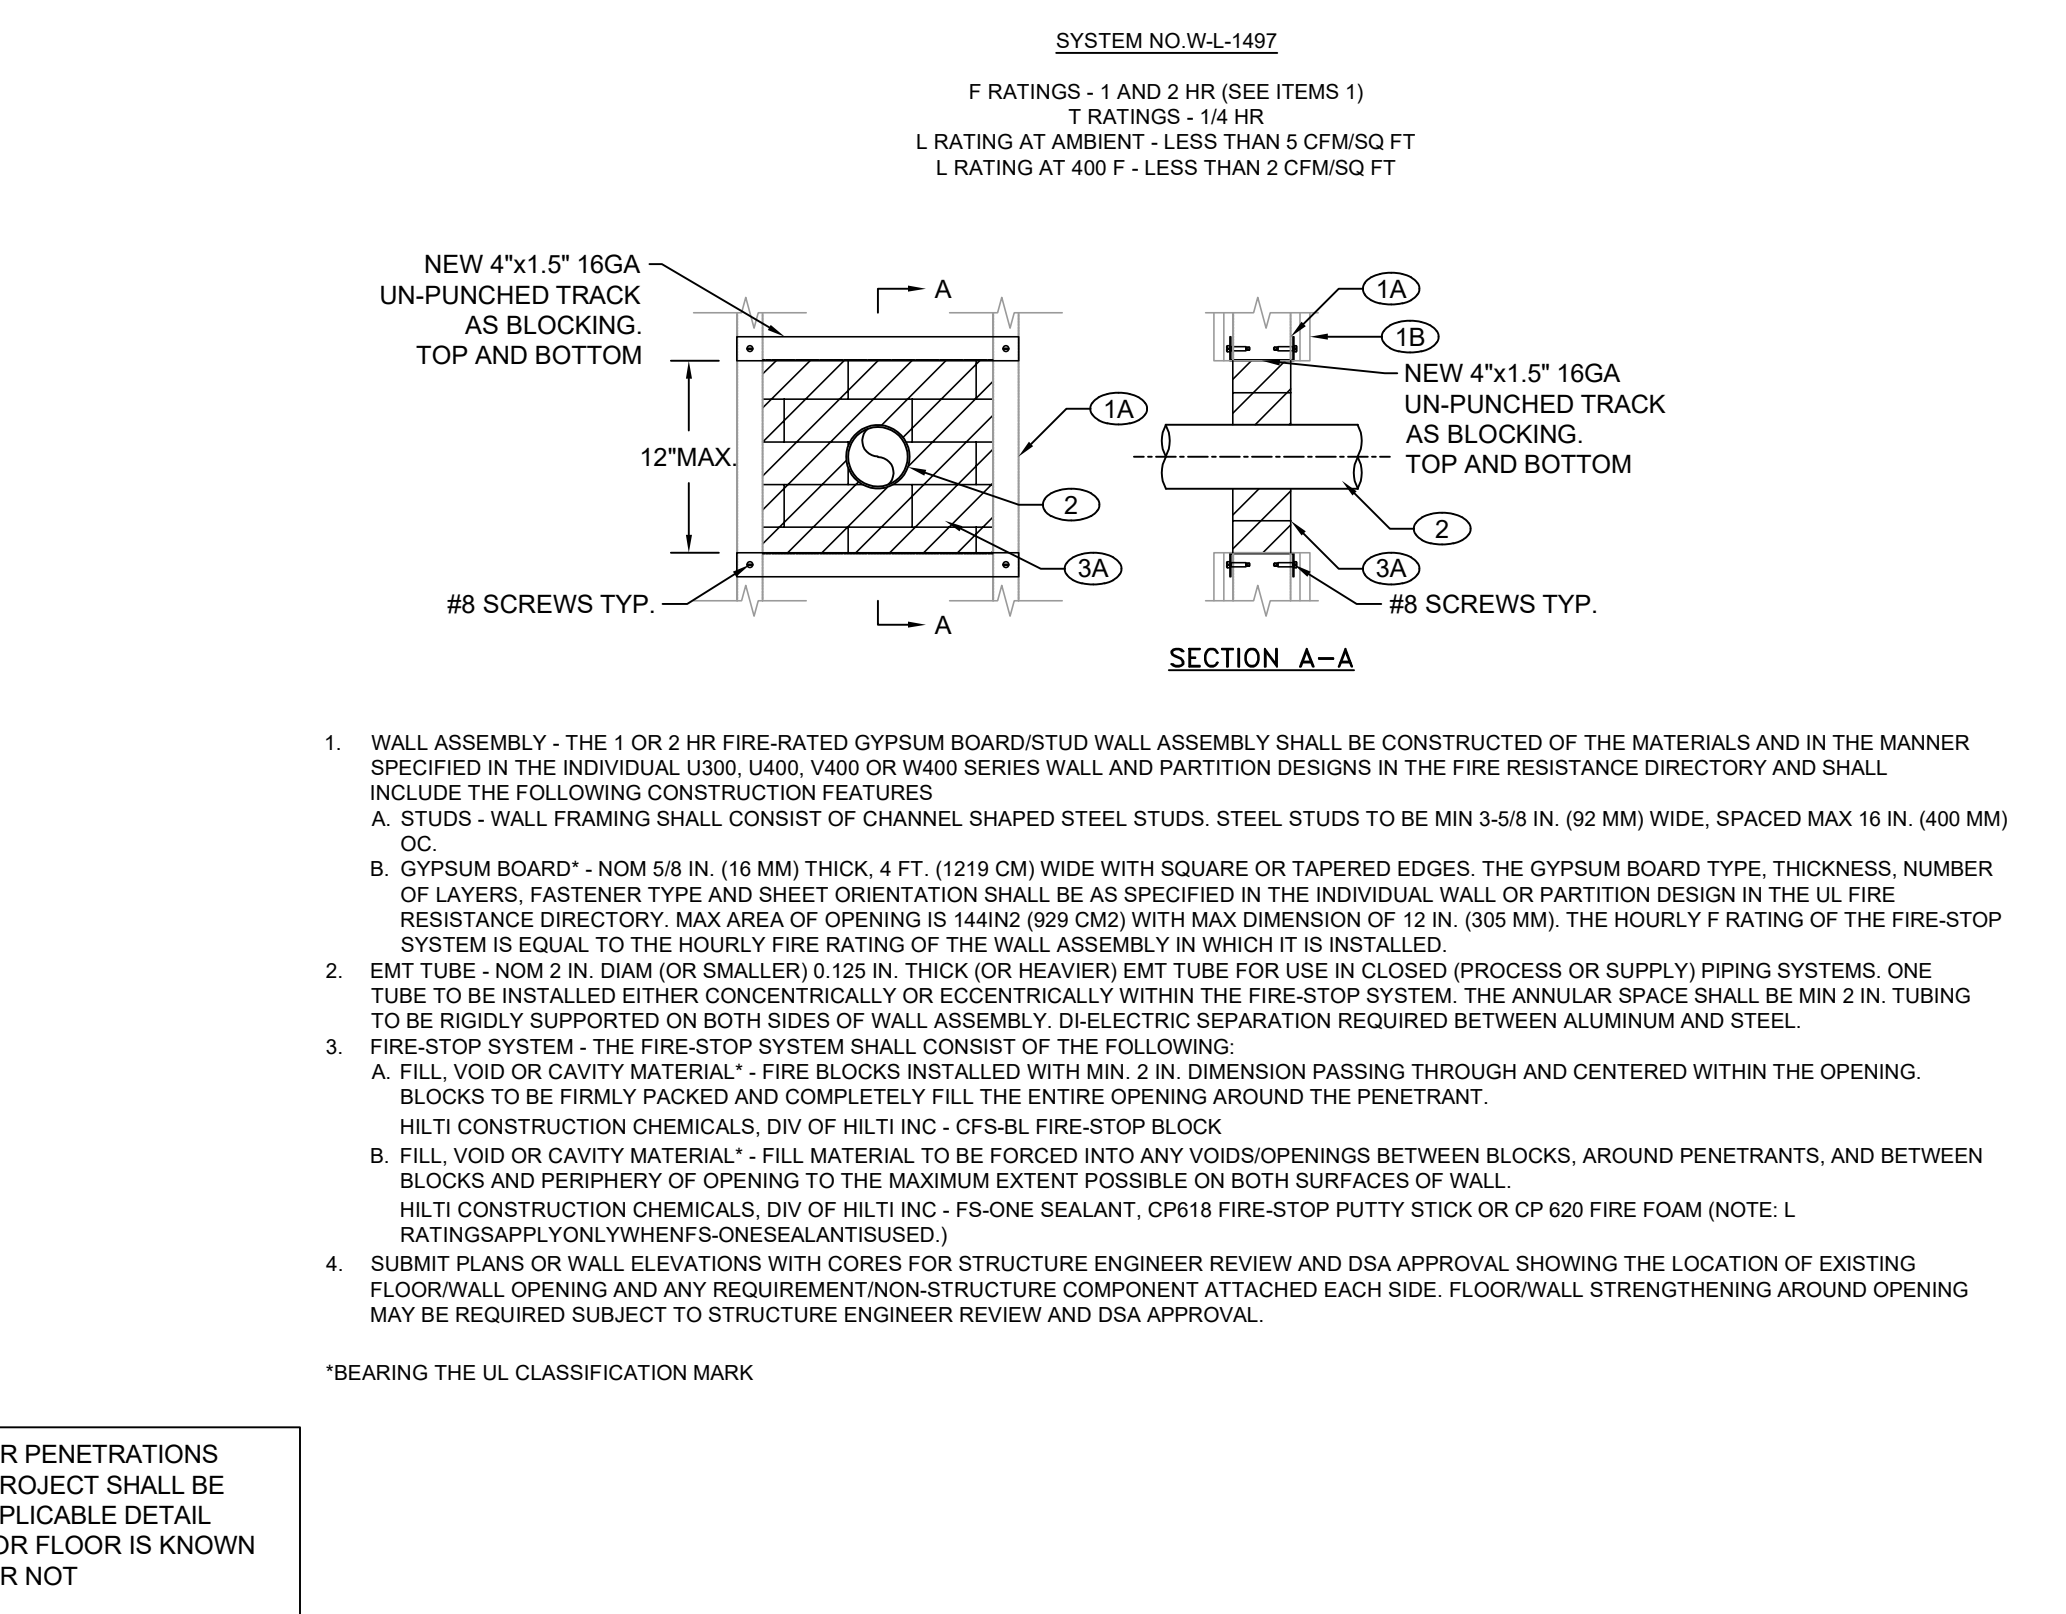 SYSTEM NO.W-L-1497
F RATINGS - 1 AND 2 HR (SEE ITEMS 1)
T RATINGS - 1/4 HR
L RATING AT AMBIENT - LESS THAN 5 CFM/SQ FT
L RATING AT 400 F - LESS THAN 2 CFM/SQ FT
NEW 4"x1.5" 16GA
UN-PUNCHED TRACK
AS BLOCKING.
TOP AND BOTTOM
A
12"MAX.
1A
2
3A
#8 SCREWS TYP.
A
1A
1B
NEW 4"x1.5" 16GA
UN-PUNCHED TRACK
AS BLOCKING.
TOP AND BOTTOM
2
3A
#8 SCREWS TYP.
SECTION A-A
1. WALL ASSEMBLY - THE 1 OR 2 HR FIRE-RATED GYPSUM BOARD/STUD WALL ASSEMBLY SHALL BE CONSTRUCTED OF THE MATERIALS AND IN THE MANNER
SPECIFIED IN THE INDIVIDUAL U300, U400, V400 OR W400 SERIES WALL AND PARTITION DESIGNS IN THE FIRE RESISTANCE DIRECTORY AND SHALL
INCLUDE THE FOLLOWING CONSTRUCTION FEATURES
A. STUDS - WALL FRAMING SHALL CONSIST OF CHANNEL SHAPED STEEL STUDS. STEEL STUDS TO BE MIN 3-5/8 IN. (92 MM) WIDE, SPACED MAX 16 IN. (400 MM)
OC.
B. GYPSUM BOARD* - NOM 5/8 IN. (16 MM) THICK, 4 FT. (1219 CM) WIDE WITH SQUARE OR TAPERED EDGES. THE GYPSUM BOARD TYPE, THICKNESS, NUMBER
OF LAYERS, FASTENER TYPE AND SHEET ORIENTATION SHALL BE AS SPECIFIED IN THE INDIVIDUAL WALL OR PARTITION DESIGN IN THE UL FIRE
RESISTANCE DIRECTORY. MAX AREA OF OPENING IS 144IN2 (929 CM2) WITH MAX DIMENSION OF 12 IN. (305 MM). THE HOURLY F RATING OF THE FIRE-STOP
SYSTEM IS EQUAL TO THE HOURLY FIRE RATING OF THE WALL ASSEMBLY IN WHICH IT IS INSTALLED.
2. EMT TUBE - NOM 2 IN. DIAM (OR SMALLER) 0.125 IN. THICK (OR HEAVIER) EMT TUBE FOR USE IN CLOSED (PROCESS OR SUPPLY) PIPING SYSTEMS. ONE
TUBE TO BE INSTALLED EITHER CONCENTRICALLY OR ECCENTRICALLY WITHIN THE FIRE-STOP SYSTEM. THE ANNULAR SPACE SHALL BE MIN 2 IN. TUBING
TO BE RIGIDLY SUPPORTED ON BOTH SIDES OF WALL ASSEMBLY. DI-ELECTRIC SEPARATION REQUIRED BETWEEN ALUMINUM AND STEEL.
3. FIRE-STOP SYSTEM - THE FIRE-STOP SYSTEM SHALL CONSIST OF THE FOLLOWING:
A. FILL, VOID OR CAVITY MATERIAL* - FIRE BLOCKS INSTALLED WITH MIN. 2 IN. DIMENSION PASSING THROUGH AND CENTERED WITHIN THE OPENING.
BLOCKS TO BE FIRMLY PACKED AND COMPLETELY FILL THE ENTIRE OPENING AROUND THE PENETRANT.
HILTI CONSTRUCTION CHEMICALS, DIV OF HILTI INC - CFS-BL FIRE-STOP BLOCK
B. FILL, VOID OR CAVITY MATERIAL* - FILL MATERIAL TO BE FORCED INTO ANY VOIDS/OPENINGS BETWEEN BLOCKS, AROUND PENETRANTS, AND BETWEEN
BLOCKS AND PERIPHERY OF OPENING TO THE MAXIMUM EXTENT POSSIBLE ON BOTH SURFACES OF WALL.
HILTI CONSTRUCTION CHEMICALS, DIV OF HILTI INC - FS-ONE SEALANT, CP618 FIRE-STOP PUTTY STICK OR CP 620 FIRE FOAM (NOTE: L
RATINGSAPPLYONLYWHENFS-ONESEALANTISUSED.)
4. SUBMIT PLANS OR WALL ELEVATIONS WITH CORES FOR STRUCTURE ENGINEER REVIEW AND DSA APPROVAL SHOWING THE LOCATION OF EXISTING
FLOOR/WALL OPENING AND ANY REQUIREMENT/NON-STRUCTURE COMPONENT ATTACHED EACH SIDE. FLOOR/WALL STRENGTHENING AROUND OPENING
MAY BE REQUIRED SUBJECT TO STRUCTURE ENGINEER REVIEW AND DSA APPROVAL.
*BEARING THE UL CLASSIFICATION MARK
R PENETRATIONS
ROJECT SHALL BE
PLICABLE DETAIL
OR FLOOR IS KNOWN
R NOT